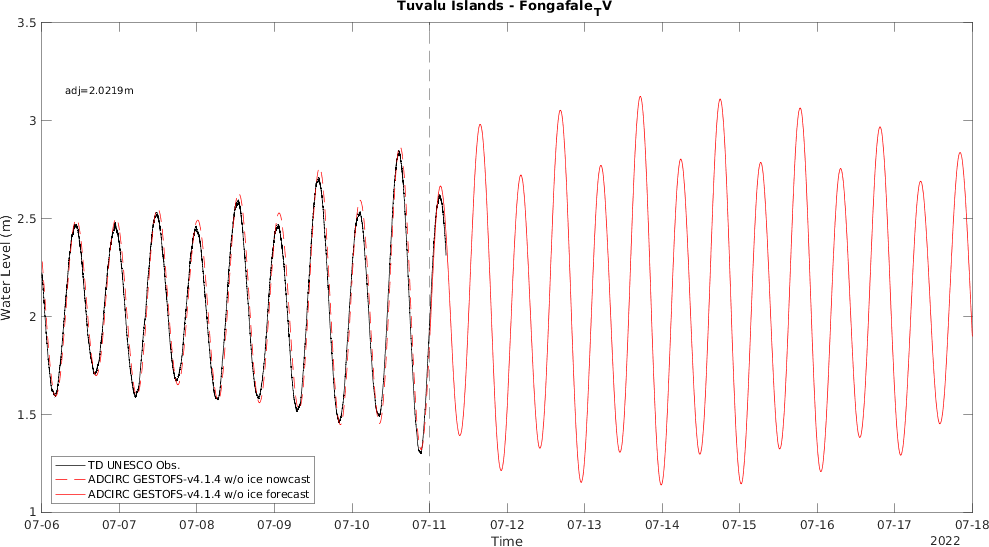 Tuvalu Islands - Fongafale_TV
adj=2.0219m
Water Level (m)
3.5
3
2.5
2
1.5
1
TD UNESCO Obs.
ADCIRC GESTOFS-v4.1.4 w/o ice nowcast
ADCIRC GESTOFS-v4.1.4 w/o ice forecast
07-06 07-07 07-08 07-09 07-10 07-11 07-12 07-13 07-14 07-15 07-16 07-17 07-18
Time
2022